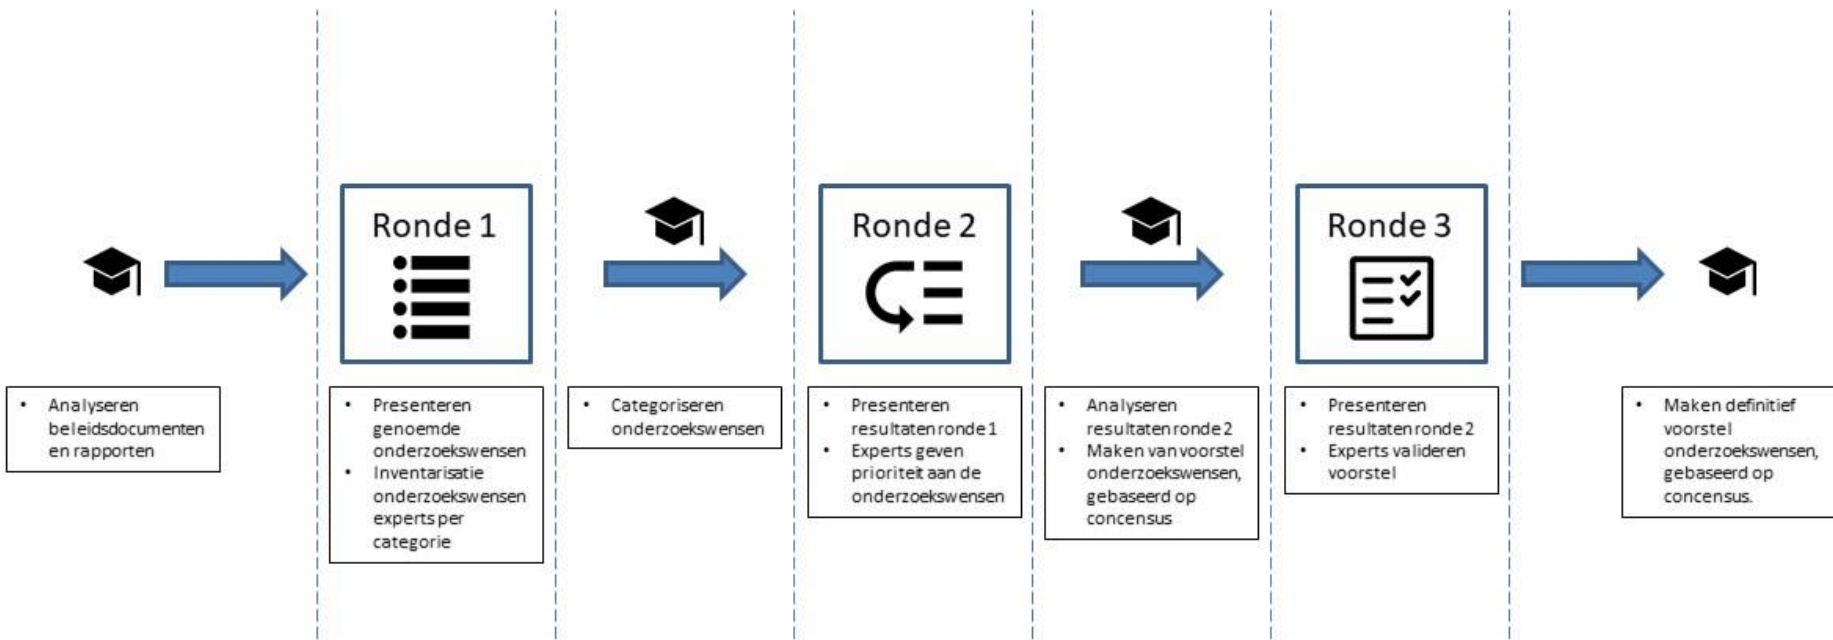 Ronde 1
Ronde 2
Ronde 3
• Analyseren
beleidsdocumenten
en rapporten
• Presenteren
genoemde
onderzoekswensen
• Inventarisatie
onderzoekswensen
experts per
categorie
• Categoriseren
onderzoekswensen
• Presenteren
resultaten ronde 1
• Experts geven
prioriteit aan de
onderzoekswensen
• Analyseren
resultaten ronde 2
• Maken van voorstel
onderzoekswensen,
gebaseerd op
concensus
• Presenteren
resultaten ronde 2
• Experts valideren
voorstel
• Maken definitief
voorstel
onderzoekswensen,
gebaseerd op
concensus.